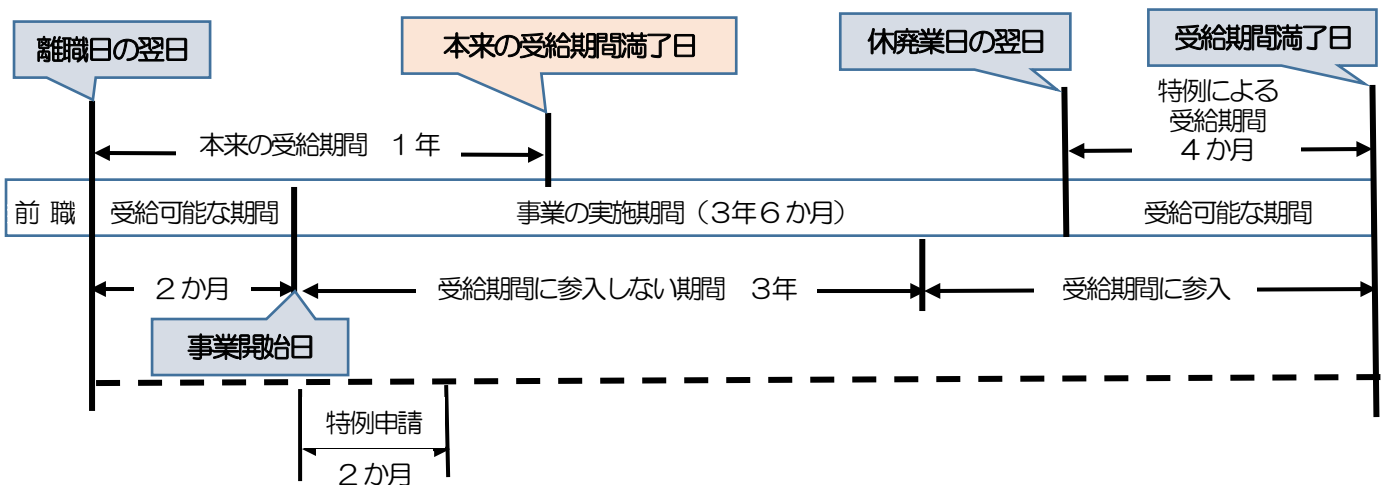 離職日の翌日
本来の受給期間満了日
休廃業日の翌日
受給期間満了日
本来の受給期間 1年
特例による
受給期間
4か月
前 職
受給可能な期間
事業の実施期間(3年6か月)
受給可能な期間
2か月
受給期間に参入しない期間 3年
受給期間に参入
事業開始日
特例申請
2か月